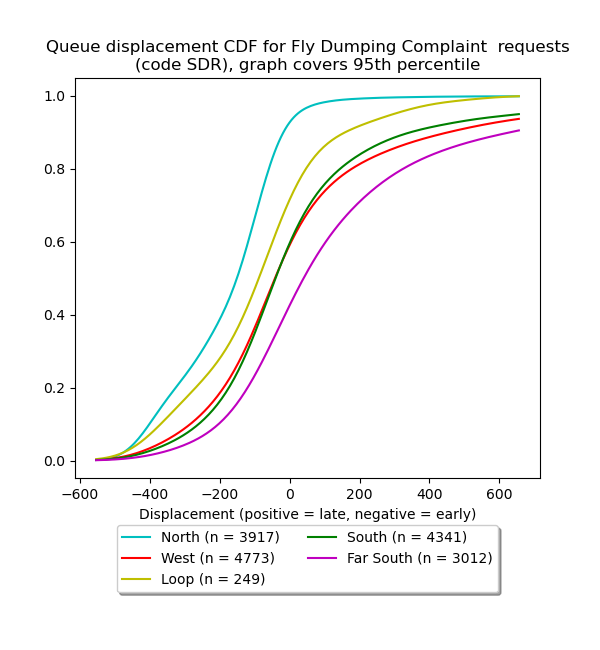 Queue displacement CDF for Fly Dumping Complaint  requests
(code SDR), graph covers 95th percentile
1.0
0.8
0.6
0.4
0.2
0.0
−600 −400 −200 0 200 400 600
Displacement (positive = late, negative = early)
North (n = 3917) South (n = 4341)
West (n = 4773) Far South (n = 3012)
Loop (n = 249)